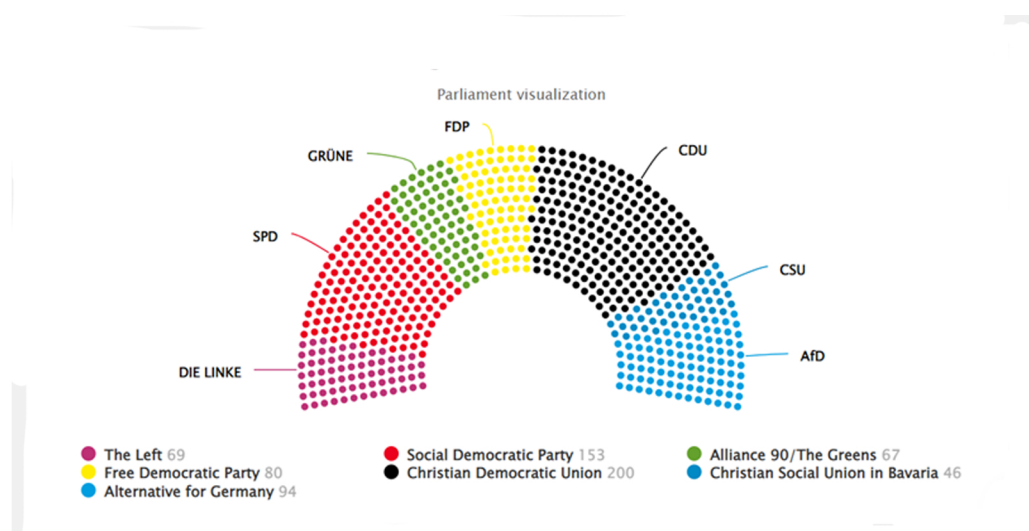 Parliament visualization
FDP
GRÜNE
CDU
SPD
CSU
AfD
DIE LINKE
The Left 69
Social Democratic Party 153
Alliance 90/The Greens 67
Free Democratic Party 80
Christian Democratic Union 200
Christian Social Union in Bavaria 46
Alternative for Germany 94